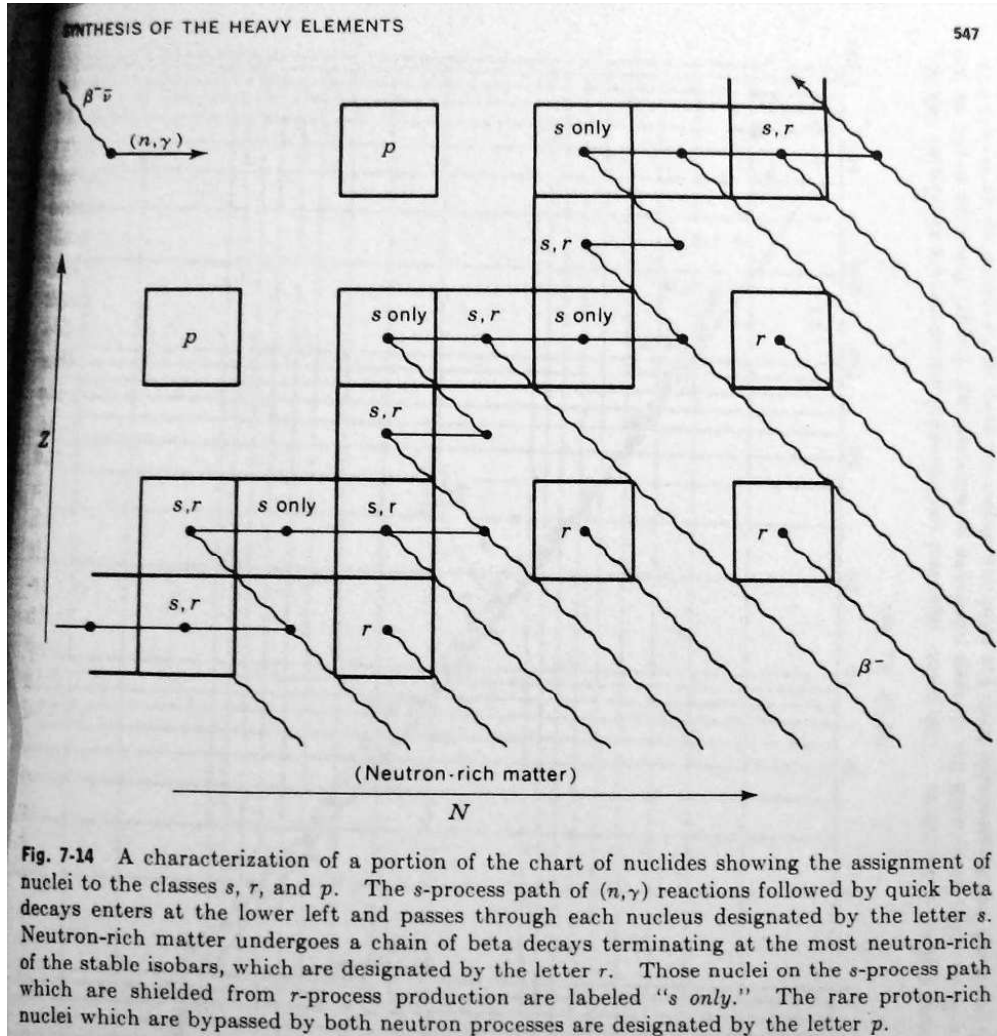 SYNTHESIS OF THE HEAVY ELEMENTS 547
β⁻ν̄
(n,γ)
p
s only
s, r
s, r
p
s only
s, r
s only
r
s, r
Z
s,r
s only
s, r
r
r
s, r
r
β⁻
(Neutron-rich matter)
N
Fig. 7-14 A characterization of a portion of the chart of nuclides showing the assignment of
nuclei to the classes s, r, and p. The s-process path of (n,γ) reactions followed by quick beta
decays enters at the lower left and passes through each nucleus designated by the letter s.
Neutron-rich matter undergoes a chain of beta decays terminating at the most neutron-rich
of the stable isobars, which are designated by the letter r. Those nuclei on the s-process path
which are shielded from r-process production are labeled “s only.” The rare proton-rich
nuclei which are bypassed by both neutron processes are designated by the letter p.